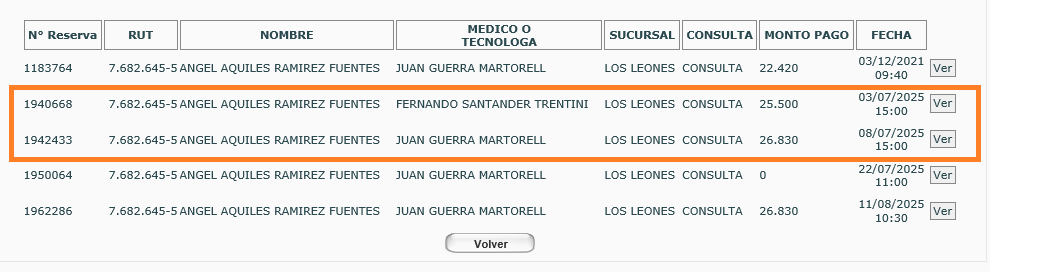 N° Reserva RUT NOMBRE MEDICO O TECNOLOGA SUCURSAL CONSULTA MONTO PAGO FECHA
1183764 7.682.645-5 ANGEL AQUILES RAMIREZ FUENTES JUAN GUERRA MARTORELL LOS LEONES CONSULTA 22.420 03/12/2021 09:40 Ver
1940668 7.682.645-5 ANGEL AQUILES RAMIREZ FUENTES FERNANDO SANTANDER TRENTINI LOS LEONES CONSULTA 25.500 03/07/2025 15:00 Ver
1942433 7.682.645-5 ANGEL AQUILES RAMIREZ FUENTES JUAN GUERRA MARTORELL LOS LEONES CONSULTA 26.830 08/07/2025 15:00 Ver
1950064 7.682.645-5 ANGEL AQUILES RAMIREZ FUENTES JUAN GUERRA MARTORELL LOS LEONES CONSULTA 0 22/07/2025 11:00 Ver
1962286 7.682.645-5 ANGEL AQUILES RAMIREZ FUENTES JUAN GUERRA MARTORELL LOS LEONES CONSULTA 26.830 11/08/2025 10:30 Ver
Volver